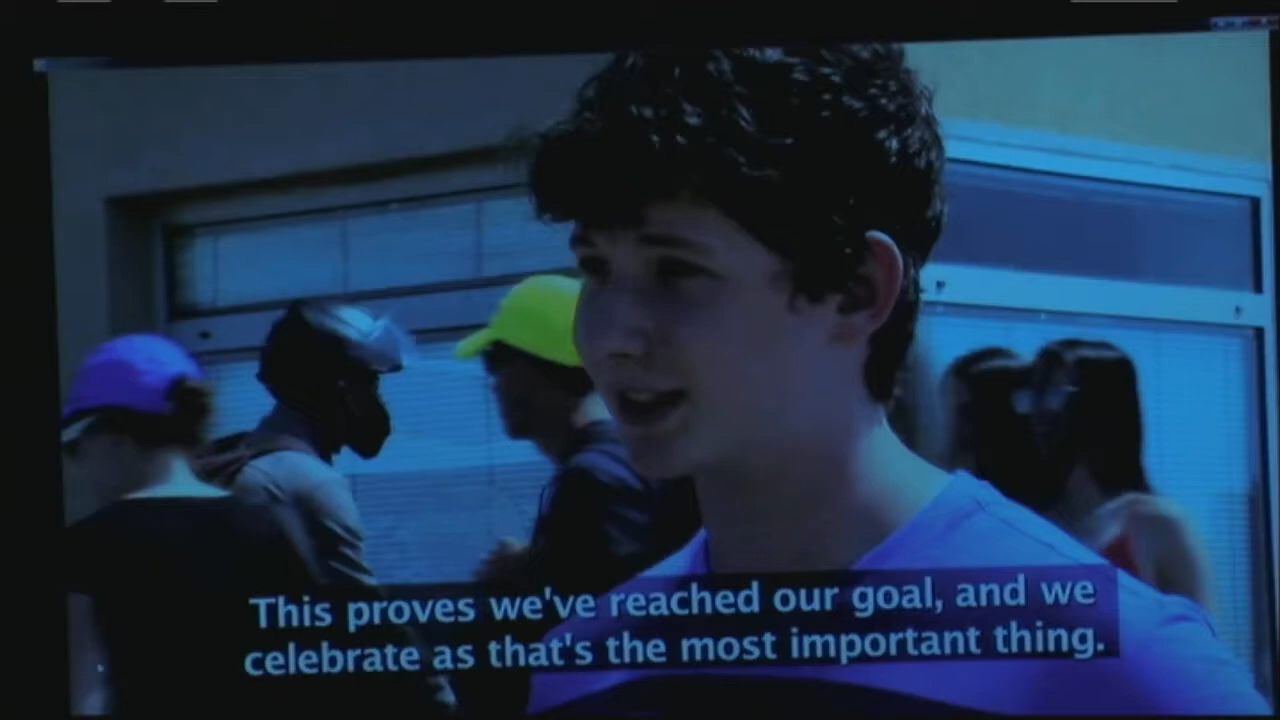 This proves we've reached our goal, and we
celebrate as that's the most important thing.